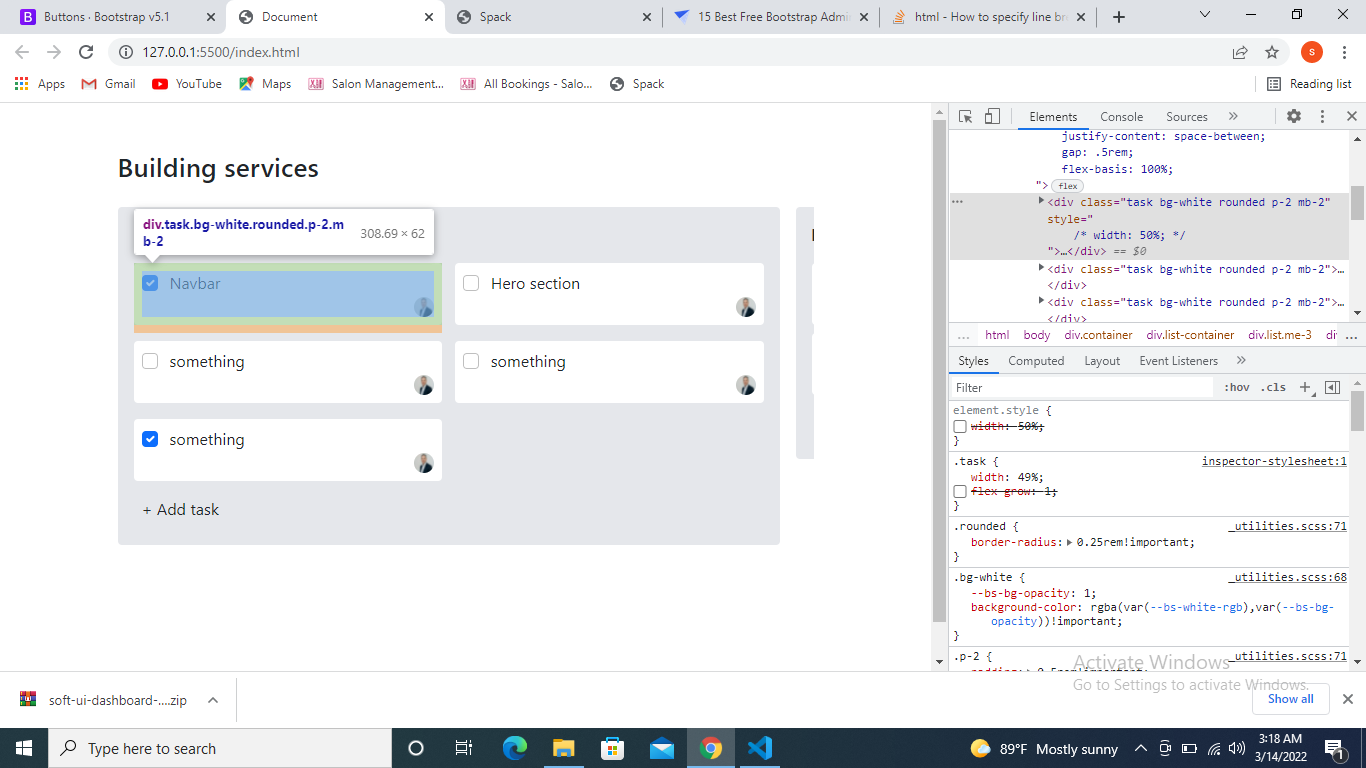 Buttons · Bootstrap v5.1
Document
Spack
15 Best Free Bootstrap Admi
html - How to specify line br
127.0.0.1:5500/index.html
s
Apps
Gmail
YouTube
Maps
Salon Management...
All Bookings - Salo...
Spack
Reading list
Building services
div.task.bg-white.rounded.p-2.m
b-2
308.69 × 62
Navbar
Hero section
something
something
something
+ Add task
Elements
Console
Sources
justify-content: space-between;
gap: .5rem;
flex-basis: 100%;
"> flex
<div class="task bg-white rounded p-2 mb-2"
style="
/* width: 50%; */
">…</div> == $0
<div class="task bg-white rounded p-2 mb-2">…
</div>
<div class="task bg-white rounded p-2 mb-2">…
</div>
... html body div.container div.list-container div.list.me-3 di ...
Styles Computed Layout Event Listeners
Filter
:hov .cls +
element.style {
width: 50%;
}
.task { inspector-stylesheet:1
width: 49%;
flex-grow: 1;
}
.rounded { _utilities.scss:71
border-radius: 0.25rem!important;
}
.bg-white { _utilities.scss:68
--bs-bg-opacity: 1;
background-color: rgba(var(--bs-white-rgb),var(--bs-bg-
opacity))!important;
}
.p-2 { _utilities.scss:71
padding: 0.5rem!important;
Activate Windows
Go to Settings to activate Windows.
soft-ui-dashboard-....zip
Show all
Type here to search
89°F Mostly sunny
3:18 AM
3/14/2022
1